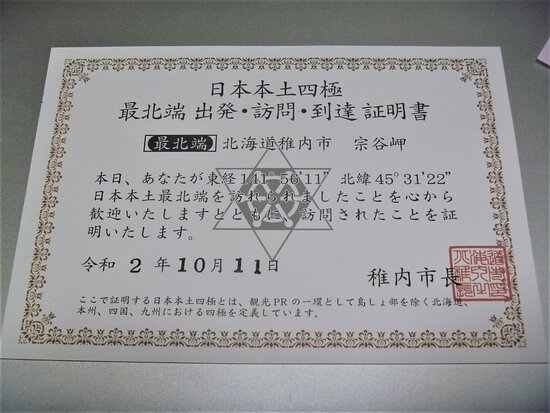 日本本土四極
最北端 出発・訪問・到達 証明書
【最北端】 北海道稚内市 宗谷岬
本日、あなたが東経141°56'11" 北緯45°31'22"
日本本土最北端を訪れられましたことを心から
歓迎いたしますとともに、訪問されたことを証
明いたします。
令和 2 年 10 月 11 日
稚内市長
ここで証明する日本本土四極とは、観光PRの一環として島しょ部を除く北海道、
本州、四国、九州における四極を定義しています。